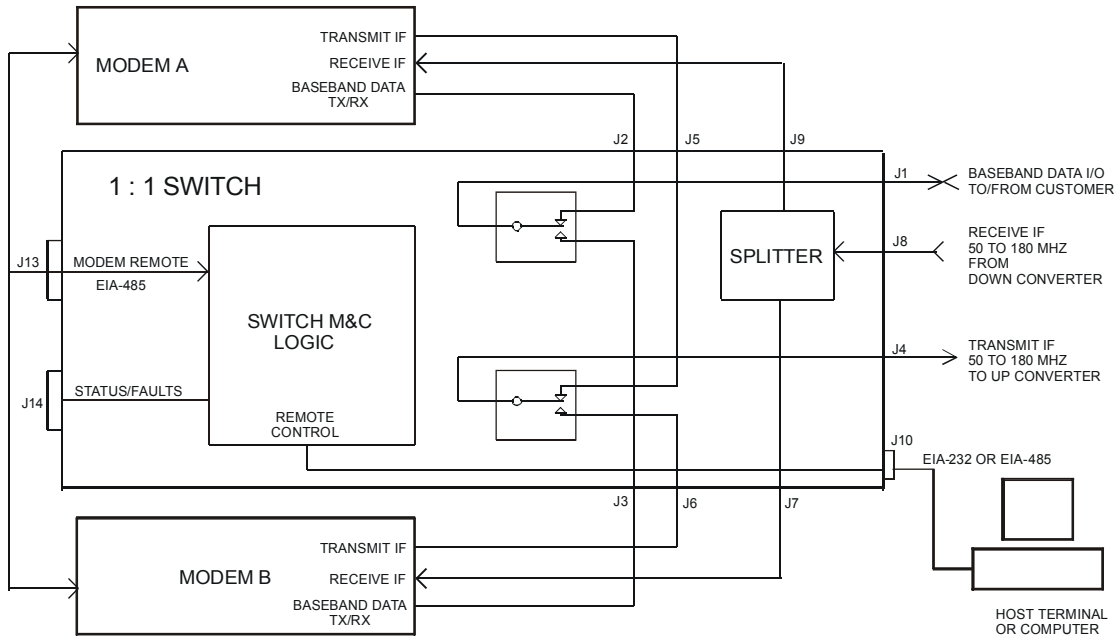 TRANSMIT IF
MODEM A
RECEIVE IF
BASEBAND DATA
TX/RX
J2
J5
J9
1 : 1 SWITCH
J1
BASEBAND DATA I/O
TO/FROM CUSTOMER
J13
MODEM REMOTE
EIA-485
SPLITTER
J8
RECEIVE IF
50 TO 180 MHZ
FROM
DOWN CONVERTER
SWITCH M&C
LOGIC
J4
TRANSMIT IF
50 TO 180 MHZ
TO UP CONVERTER
J14
STATUS/FAULTS
REMOTE
CONTROL
J10
EIA-232 OR EIA-485
J3
J6
J7
TRANSMIT IF
MODEM B
RECEIVE IF
BASEBAND DATA
TX/RX
HOST TERMINAL
OR COMPUTER